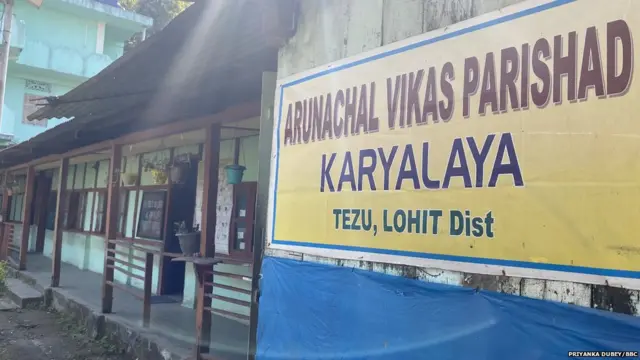 ARUNACHAL VIKAS PARISHAD
KARYALAYA
TEZU, LOHIT Dist
PRIYANKA DUBEY/BBC